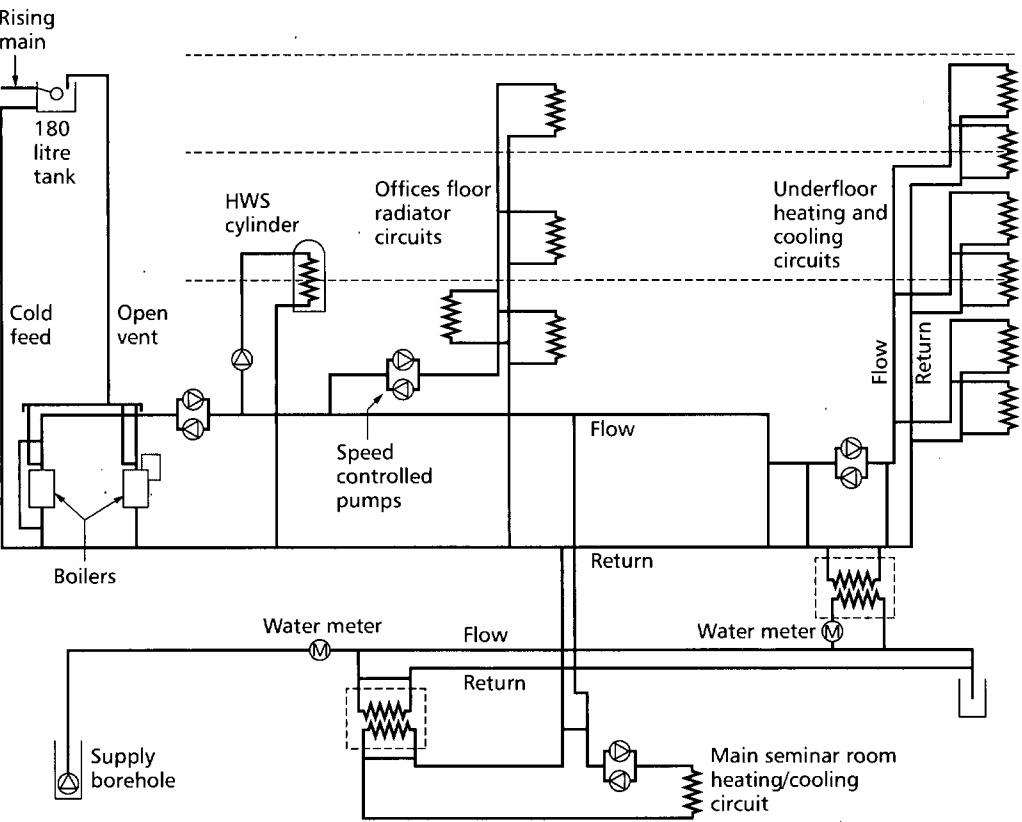 Rising
main
180
litre
tank
HWS
cylinder
Offices floor
radiator
circuits
Underfloor
heating and
cooling
circuits
Cold
feed
Open
vent
Flow
Return
Flow
Speed
controlled
pumps
Return
Boilers
Water meter
M
Flow
Water meter
M
Return
Supply
borehole
Main seminar room
heating/cooling
circuit